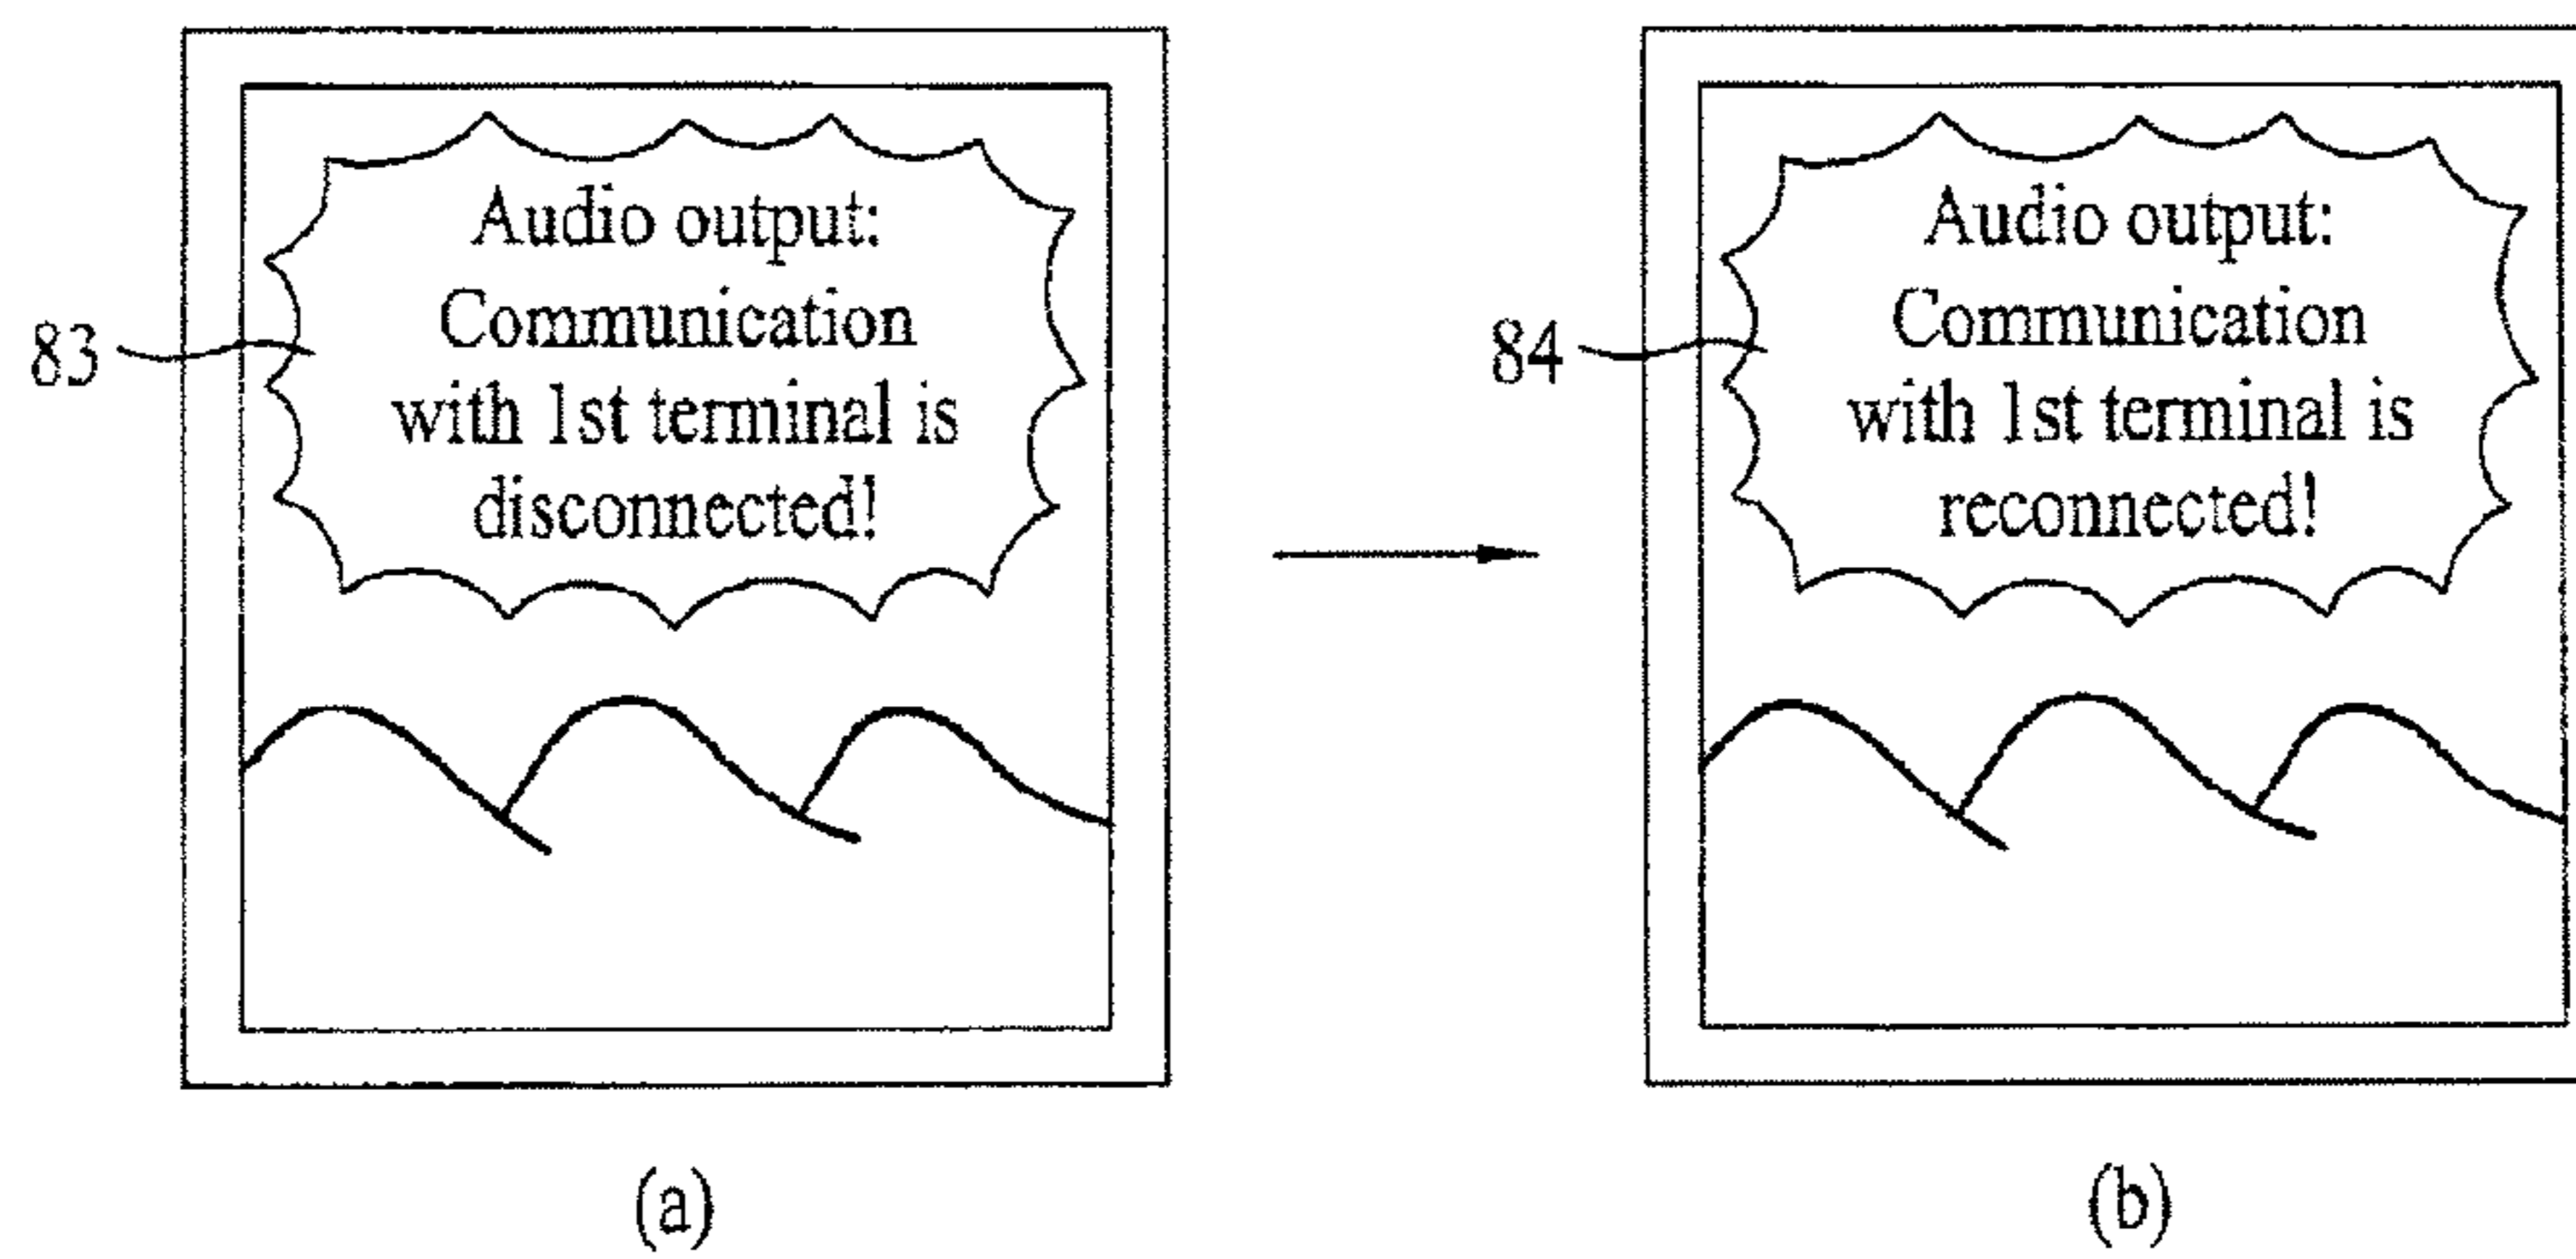 Audio output:
Communication
with 1st terminal is
disconnected!
83
(a)
Audio output:
Communication
with 1st terminal is
reconnected!
84
(b)